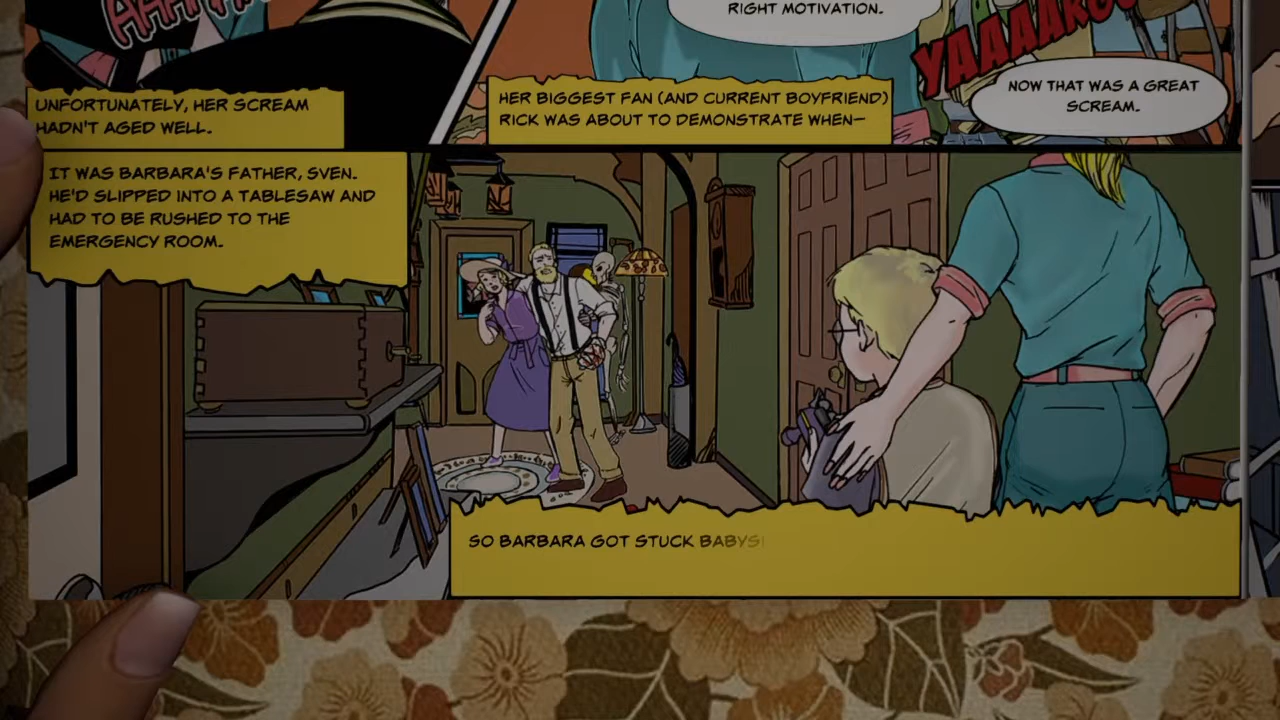 RIGHT MOTIVATION.
UNFORTUNATELY, HER SCREAM
HADN'T AGED WELL.
HER BIGGEST FAN (AND CURRENT BOYFRIEND)
RICK WAS ABOUT TO DEMONSTRATE WHEN—
NOW THAT WAS A GREAT
SCREAM.
IT WAS BARBARA'S FATHER, SVEN.
HE'D SLIPPED INTO A TABLESAW AND
HAD TO BE RUSHED TO THE
EMERGENCY ROOM.
SO BARBARA GOT STUCK BABYS